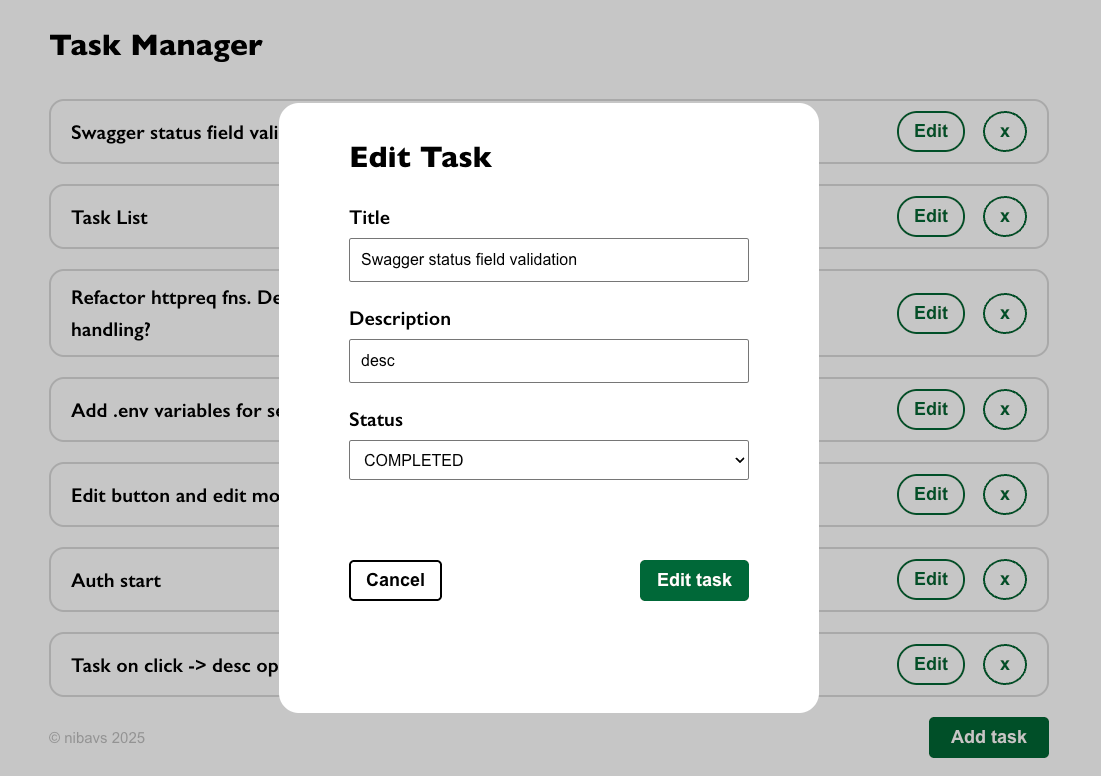 Task Manager
Swagger status field vali
Edit
x
Task List
Edit
x
Refactor httpreq fns. De
handling?
Edit
x
Add .env variables for se
Edit
x
Edit button and edit mo
Edit
x
Auth start
Edit
x
Task on click -> desc op
Edit
x
© nibavs 2025
Add task
Edit Task
Title
Swagger status field validation
Description
desc
Status
COMPLETED
Cancel
Edit task